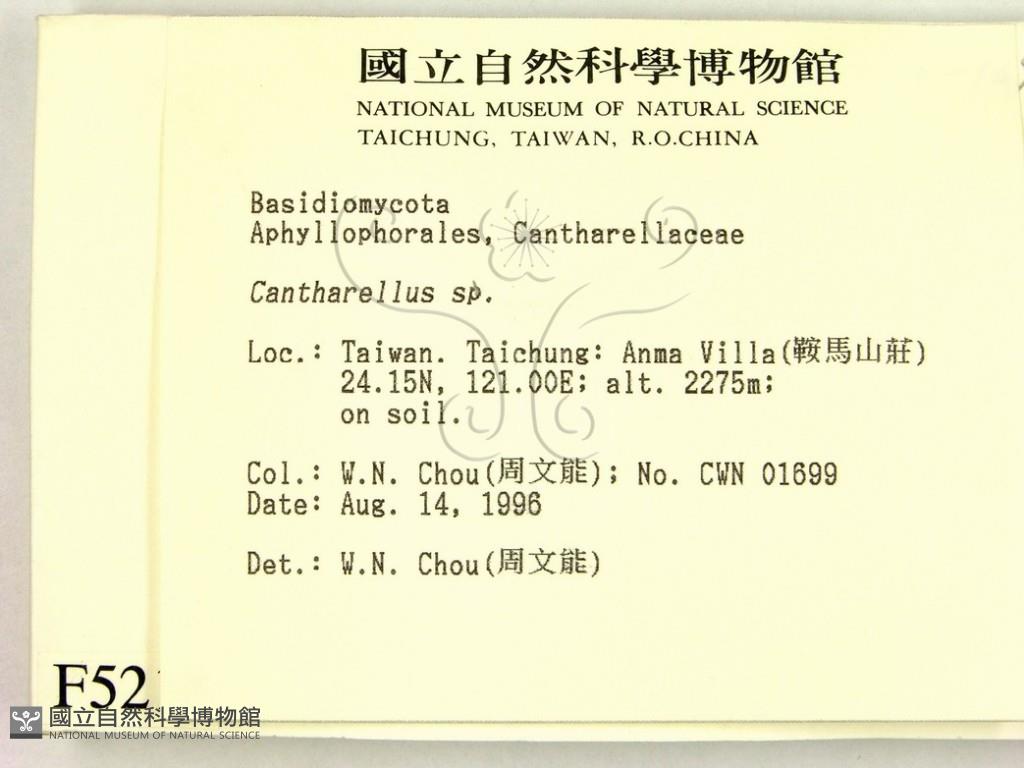 國立自然科學博物館
NATIONAL MUSEUM OF NATURAL SCIENCE
TAICHUNG, TAIWAN, R.O.CHINA
Basidiomycota
Aphyllophorales, Cantharellaceae
Cantharellus sp.
Loc.: Taiwan. Taichung: Anma Villa(鞍馬山莊)
24.15N, 121.00E; alt. 2275m;
on soil.
Col.: W.N. Chou(周文能); No. CWN 01699
Date: Aug. 14, 1996
Det.: W.N. Chou(周文能)
F52
國立自然科學博物館
NATIONAL MUSEUM OF NATURAL SCIENCE